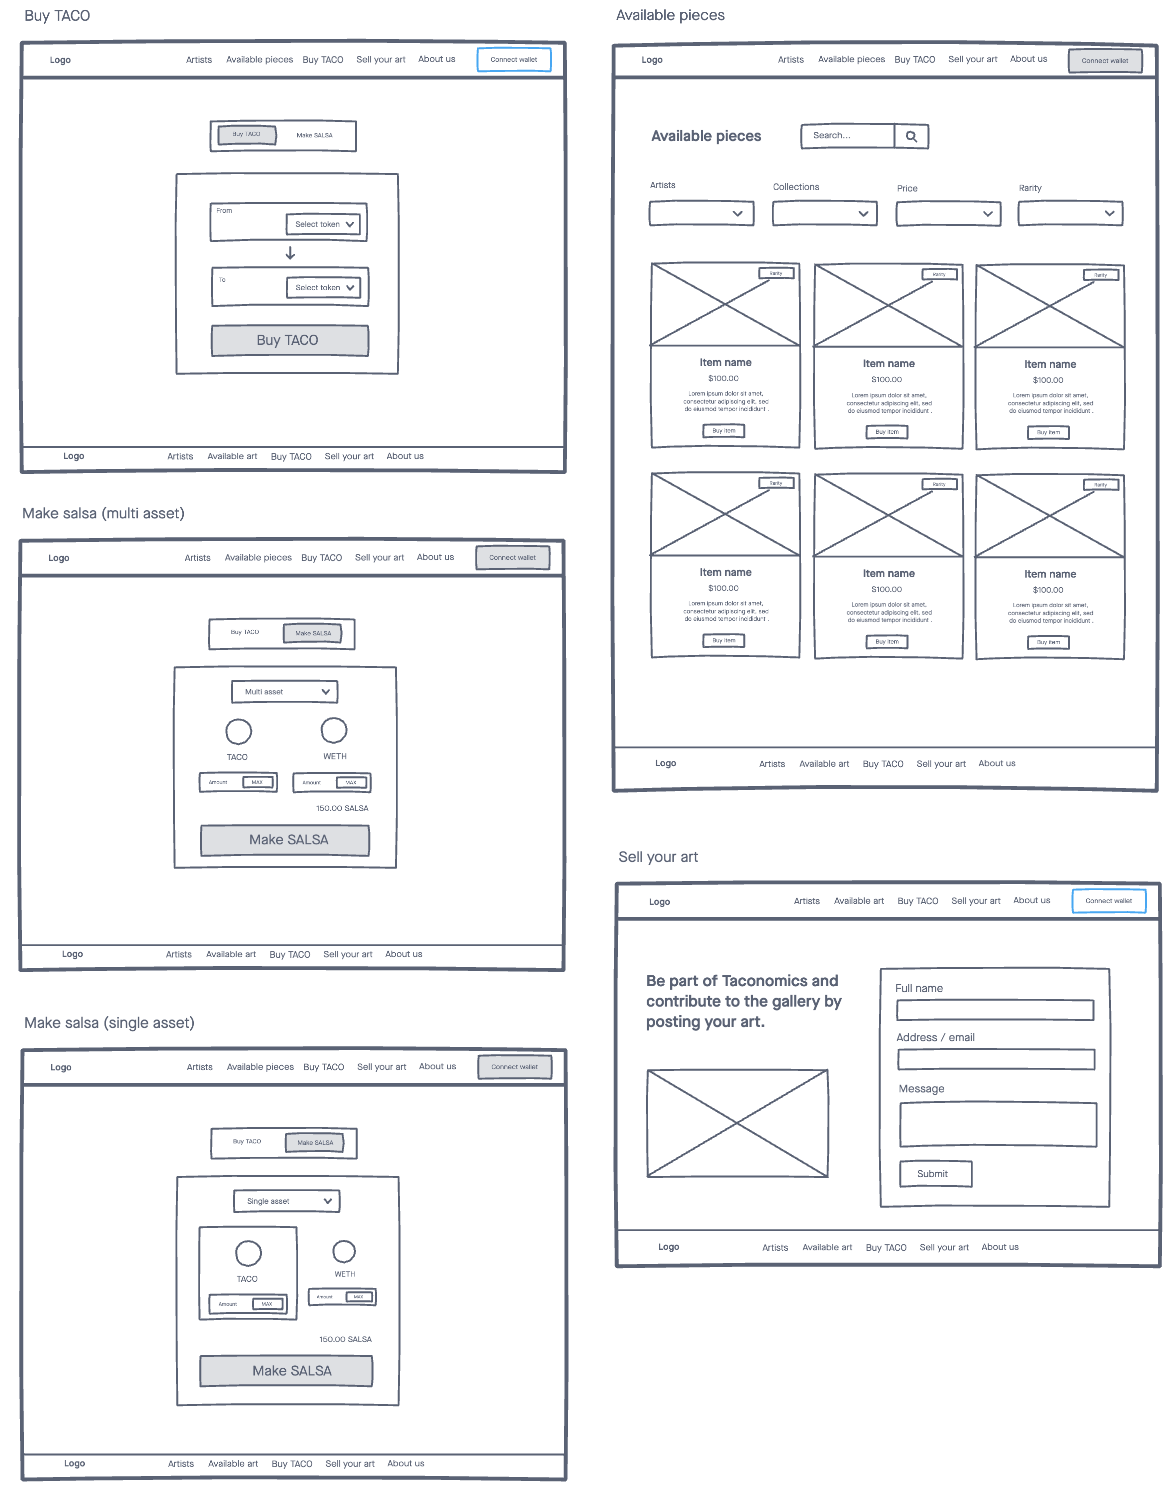 Buy TACO
Logo
Artists
Available pieces
Buy TACO
Sell your art
About us
Connect wallet
Buy TACO
Make SALSA
From
Select token
To
Select token
Buy TACO
Logo
Artists
Available art
Buy TACO
Sell your art
About us
Make salsa (multi asset)
Logo
Artists
Available pieces
Buy TACO
Sell your art
About us
Connect wallet
Buy TACO
Make SALSA
Multi asset
TACO
WETH
Amount
MAX
Amount
MAX
150.00 SALSA
Make SALSA
Logo
Artists
Available art
Buy TACO
Sell your art
About us
Make salsa (single asset)
Logo
Artists
Available pieces
Buy TACO
Sell your art
About us
Connect wallet
Buy TACO
Make SALSA
Single asset
TACO
WETH
Amount
MAX
Amount
MAX
150.00 SALSA
Make SALSA
Logo
Artists
Available art
Buy TACO
Sell your art
About us
Available pieces
Logo
Artists
Available pieces
Buy TACO
Sell your art
About us
Connect wallet
Available pieces
Search...
Artists
Collections
Price
Rarity
Rarity
Item name
$100.00
Lorem ipsum dolor sit amet,
consectetur adipiscing elit, sed
do eiusmod tempor incididunt .
Buy item
Rarity
Item name
$100.00
Lorem ipsum dolor sit amet,
consectetur adipiscing elit, sed
do eiusmod tempor incididunt .
Buy item
Rarity
Item name
$100.00
Lorem ipsum dolor sit amet,
consectetur adipiscing elit, sed
do eiusmod tempor incididunt .
Buy item
Rarity
Item name
$100.00
Lorem ipsum dolor sit amet,
consectetur adipiscing elit, sed
do eiusmod tempor incididunt .
Buy item
Rarity
Item name
$100.00
Lorem ipsum dolor sit amet,
consectetur adipiscing elit, sed
do eiusmod tempor incididunt .
Buy item
Rarity
Item name
$100.00
Lorem ipsum dolor sit amet,
consectetur adipiscing elit, sed
do eiusmod tempor incididunt .
Buy item
Logo
Artists
Available art
Buy TACO
Sell your art
About us
Sell your art
Logo
Artists
Available art
Buy TACO
Sell your art
About us
Connect wallet
Be part of Taconomics and
contribute to the gallery by
posting your art.
Full name
Address / email
Message
Submit
Logo
Artists
Available art
Buy TACO
Sell your art
About us